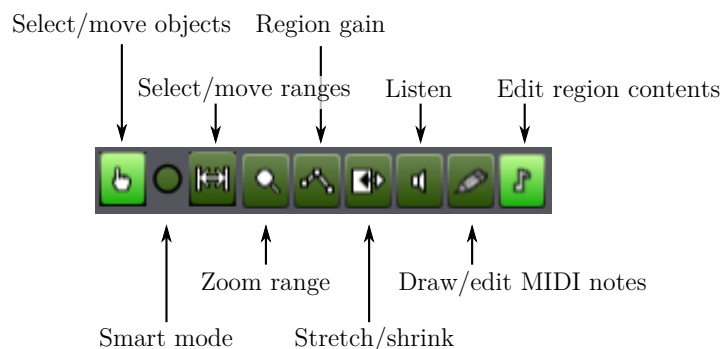 Select/move objects
Region gain
Select/move ranges
Listen
Edit region contents
Zoom range
Draw/edit MIDI notes
Smart mode
Stretch/shrink